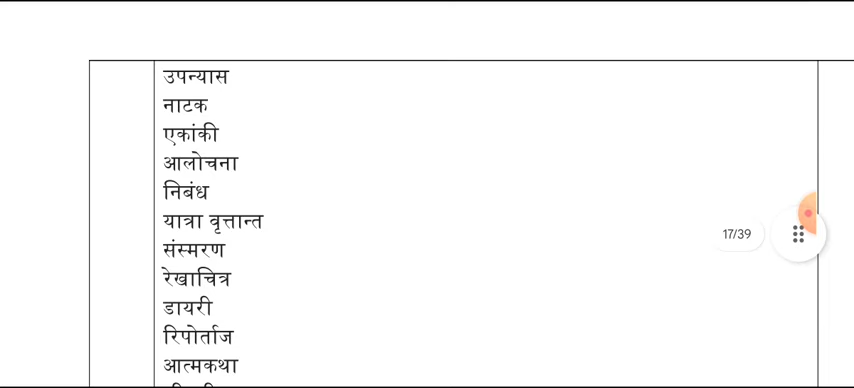 उपन्यास
नाटक
एकांकी
आलोचना
निबंध
यात्रा वृत्तान्त
संस्मरण
रेखाचित्र
17/39
डायरी
रिपोर्ताज
आत्मकथा